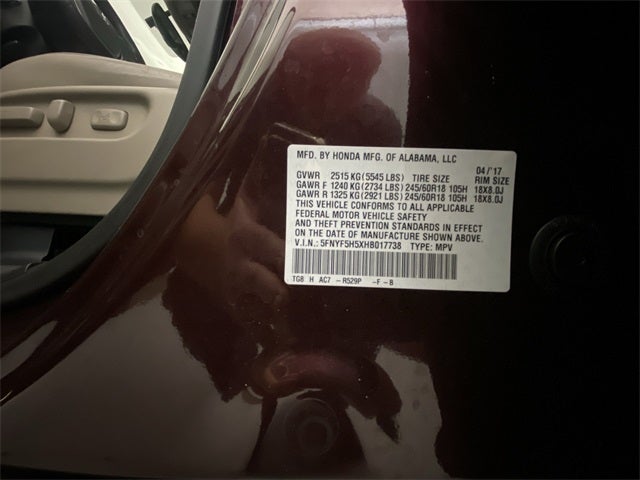 MFD. BY HONDA MFG. OF ALABAMA, LLC
04/'17
GVWR 2515 KG (5545 LBS) TIRE SIZE RIM SIZE
GAWR F 1240 KG (2734 LBS) 245/60R18 105H 18X8.0J
GAWR R 1325 KG (2921 LBS) 245/60R18 105H 18X8.0J
THIS VEHICLE CONFORMS TO ALL APPLICABLE
FEDERAL MOTOR VEHICLE SAFETY
AND THEFT PREVENTION STANDARDS IN EFFECT
ON THE DATE OF MANUFACTURE SHOWN ABOVE.
V.I.N.: 5FNYF5H5XHB017738 TYPE: MPV
TG8 H AC7 -R529P -F-B